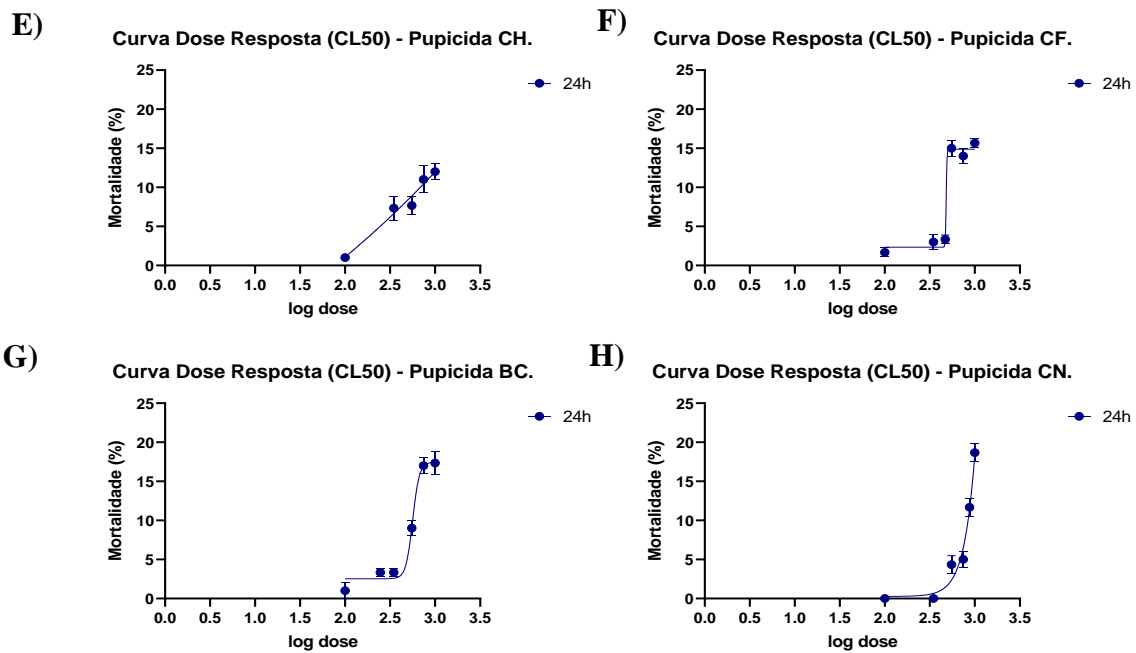 E)
Curva Dose Resposta (CL50) - Pupicida CH.
24h
25
20
15
10
5
0
Mortalidade (%)
0.0 0.5 1.0 1.5 2.0 2.5 3.0 3.5
log dose
F)
Curva Dose Resposta (CL50) - Pupicida CF.
24h
25
20
15
10
5
0
Mortalidade (%)
0.0 0.5 1.0 1.5 2.0 2.5 3.0 3.5
log dose
G)
Curva Dose Resposta (CL50) - Pupicida BC.
24h
25
20
15
10
5
0
Mortalidade (%)
0.0 0.5 1.0 1.5 2.0 2.5 3.0 3.5
log dose
H)
Curva Dose Resposta (CL50) - Pupicida CN.
24h
25
20
15
10
5
0
Mortalidade (%)
0.0 0.5 1.0 1.5 2.0 2.5 3.0 3.5
log dose